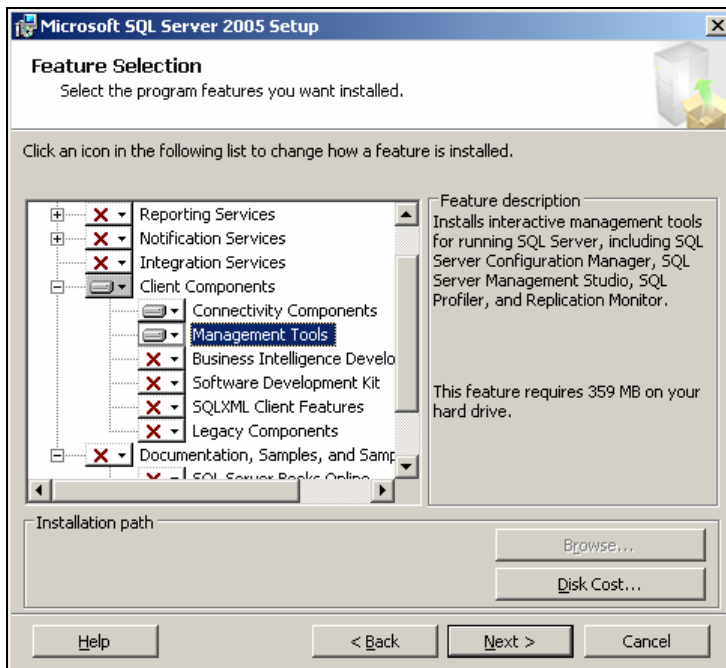 Microsoft SQL Server 2005 Setup
Feature Selection
Select the program features you want installed.
Click an icon in the following list to change how a feature is installed.
Reporting Services
Notification Services
Integration Services
Client Components
Connectivity Components
Management Tools
Business Intelligence Develo
Software Development Kit
SQLXML Client Features
Legacy Components
Documentation, Samples, and Samp
SQL Server Books Online
Feature description
Installs interactive management tools
for running SQL Server, including SQL
Server Configuration Manager, SQL
Server Management Studio, SQL
Profiler, and Replication Monitor.
This feature requires 359 MB on your
hard drive.
Installation path
Browse...
Disk Cost...
Help
< Back
Next >
Cancel